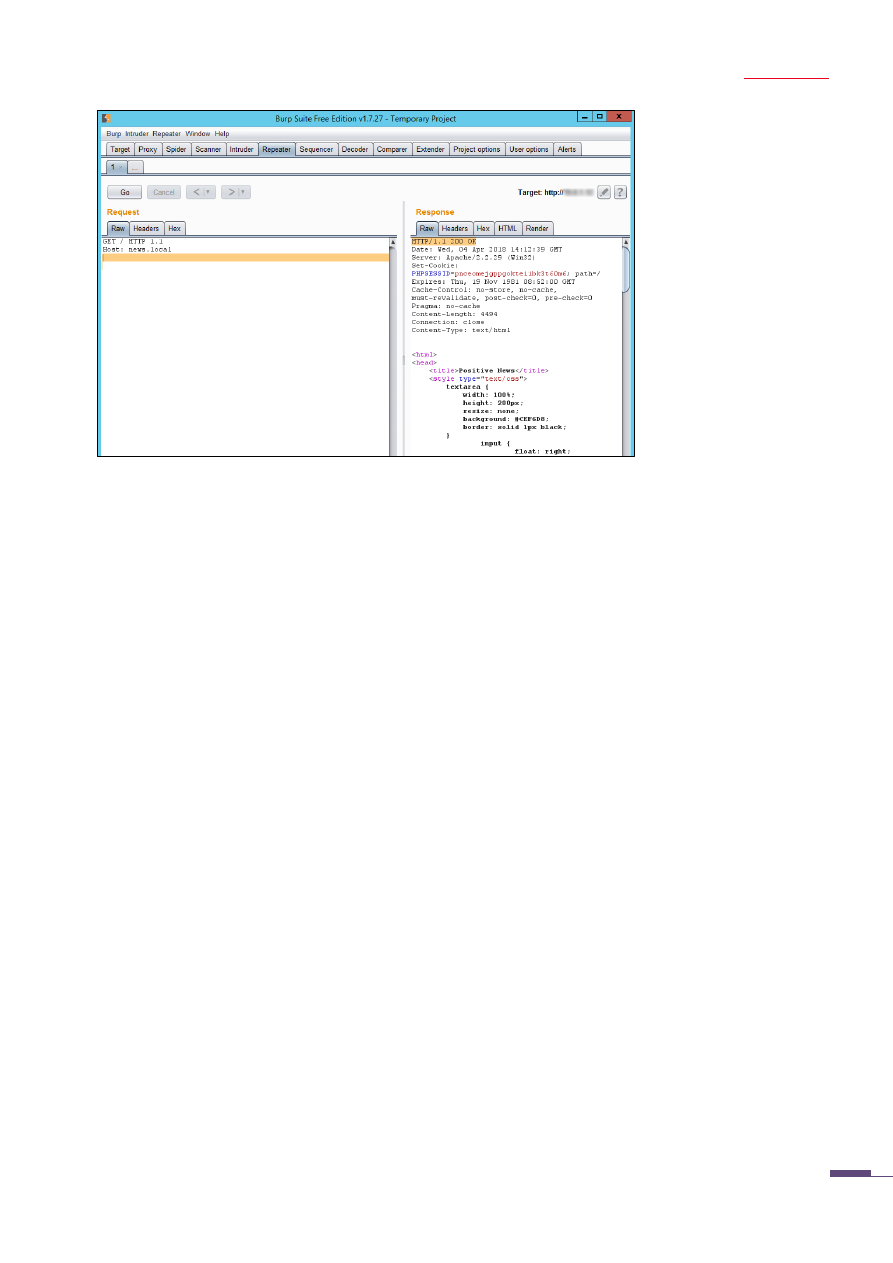 Burp Suite Free Edition v1.7.27 - Temporary Project
Burp Intruder Repeater Window Help
Target Proxy Spider Scanner Intruder Repeater Sequencer Decoder Comparer Extender Project options User options Alerts
1 × ...
Go Cancel < > Target: http://
Request
Raw Headers Hex
GET / HTTP 1.1
Host: news.local
Response
Raw Headers Hex HTML Render
HTTP/1.1 200 OK
Date: Wed, 04 Apr 2018 14:12:39 GMT
Server: Apache/2.2.25 (Win32)
Set-Cookie:
path=/
Expires: Thu, 19 Nov 1981 08:52:00 GMT
Cache-Control: no-store, no-cache,
must-revalidate, post-check=0, pre-check=0
Pragma: no-cache
Content-Length: 4494
Connection: close
Content-Type: text/html
<html>
<head>
<title>Positive News</title>
<style type="text/css">
textarea {
width: 100%;
height: 200px;
resize: none;
background: #CEF6D8;
border: solid 1px black;
}
input {
float: right;